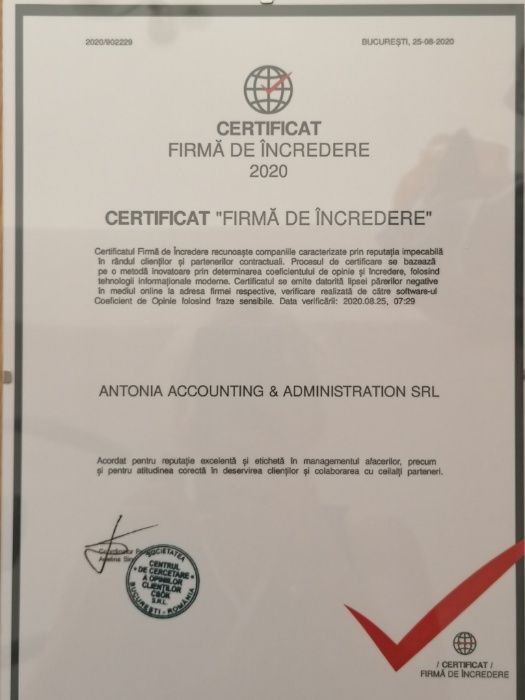 2020/902229
BUCUREȘTI, 25-08-2020
CERTIFICAT
FIRMĂ DE ÎNCREDERE
2020
CERTIFICAT "FIRMĂ DE ÎNCREDERE"
Certificatul Firmă de Încredere recunoaște companiile caracterizate prin reputația impecabilă
în rândul clienților și partenerilor contractuali. Procesul de certificare se bazează
pe o metodă inovatoare prin determinarea coeficientului de opinie și încredere, folosind
tehnologii informaționale moderne. Certificatul se emite datorită lipsei părerilor negative
în mediul online la adresa firmei respective, verificare realizată de către software-ul
Coeficient de Opinie folosind fraze sensibile. Data verificării: 2020.08.25, 07:29
ANTONIA ACCOUNTING & ADMINISTRATION SRL
Acordat pentru reputație excelentă și etichetă în managementul afacerilor, precum
și pentru atitudinea corectă în deservirea clienților și colaborarea cu ceilalți parteneri.
Coordonator
SOCIETATEA
CENTRUL
DE CERCETARE
A OPINIILOR
CLIENȚILOR
CBOK
S.R.L.
BUCUREȘTI - ROMÂNIA
/ CERTIFICAT /
FIRMĂ DE ÎNCREDERE